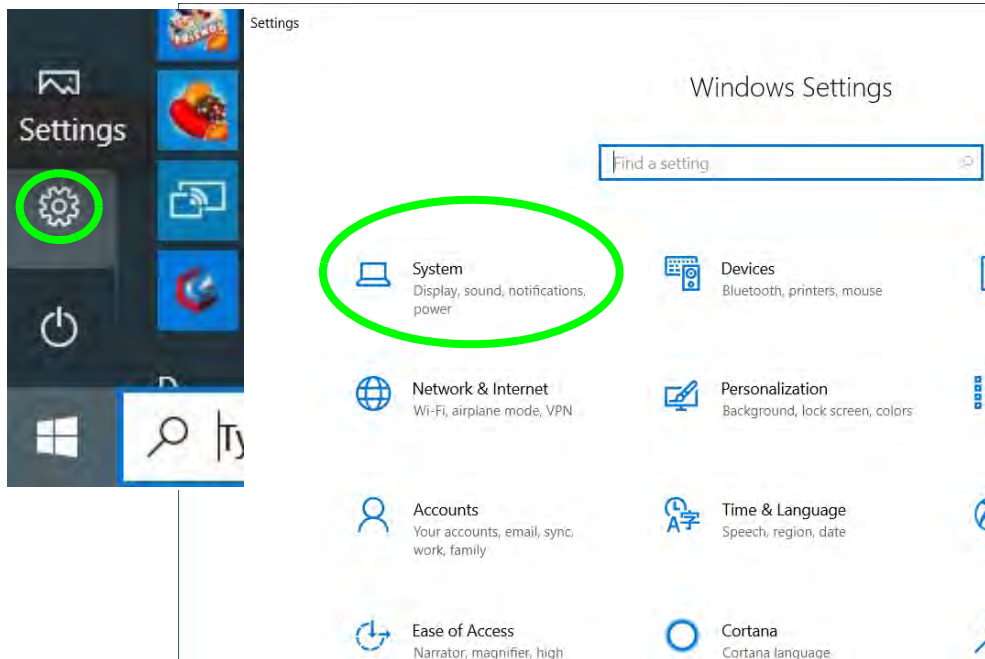 Settings
Ty
Settings
Windows Settings
Find a setting
System
Display, sound, notifications,
power
Devices
Bluetooth, printers, mouse
Network & Internet
Wi-Fi, airplane mode, VPN
Personalization
Background, lock screen, colors
Accounts
Your accounts, email, sync,
work, family
Time & Language
Speech, region, date
Ease of Access
Narrator, magnifier, high
Cortana
Cortana language